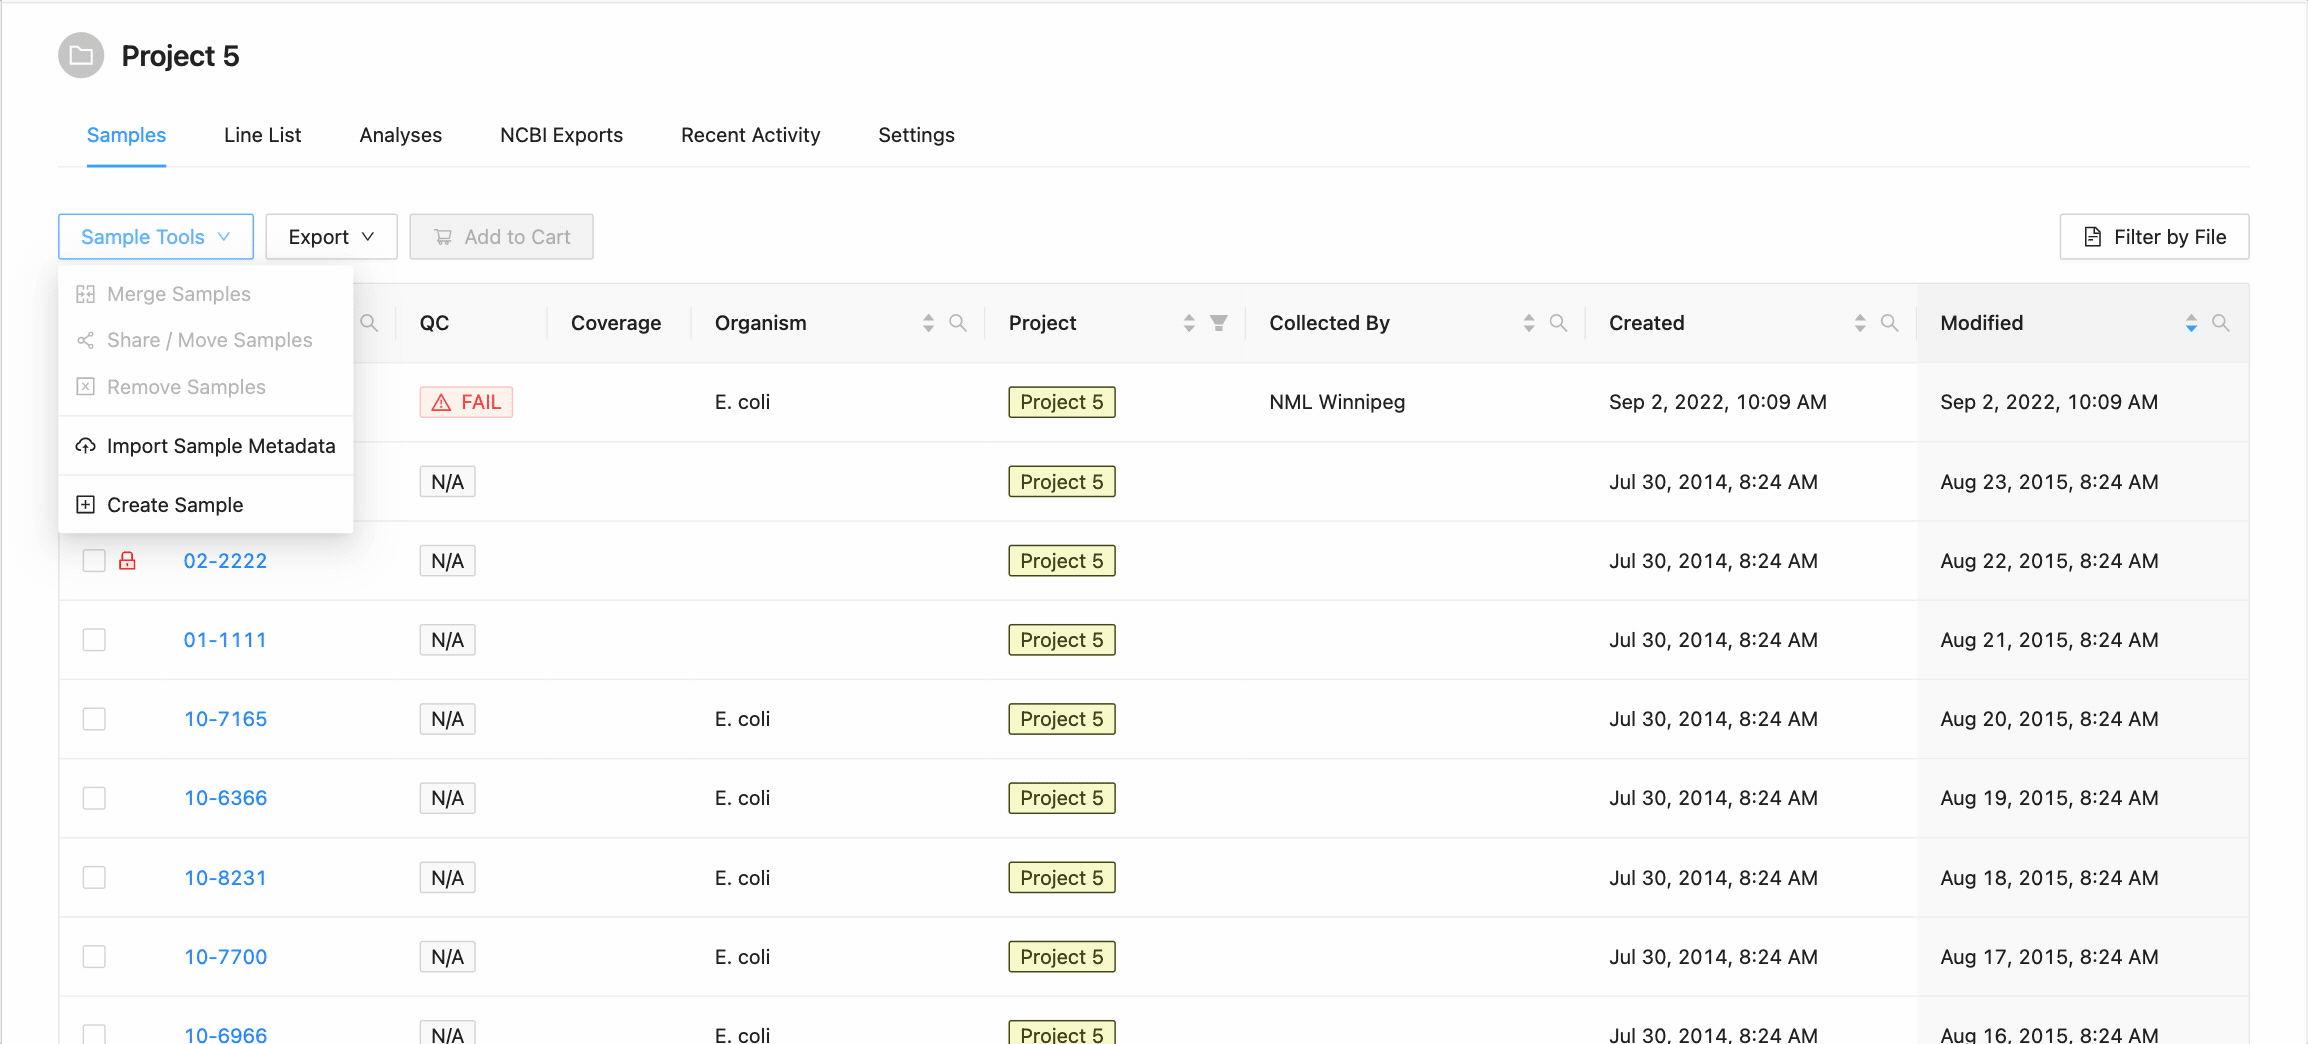 Project 5
Samples Line List Analyses NCBI Exports Recent Activity Settings
Sample Tools Export Add to Cart Filter by File
Merge Samples
Share / Move Samples
Remove Samples
Import Sample Metadata
Create Sample
QC Coverage Organism Project Collected By Created Modified
FAIL E. coli Project 5 NML Winnipeg Sep 2, 2022, 10:09 AM Sep 2, 2022, 10:09 AM
N/A Project 5 Jul 30, 2014, 8:24 AM Aug 23, 2015, 8:24 AM
02-2222 N/A Project 5 Jul 30, 2014, 8:24 AM Aug 22, 2015, 8:24 AM
01-1111 N/A Project 5 Jul 30, 2014, 8:24 AM Aug 21, 2015, 8:24 AM
10-7165 N/A E. coli Project 5 Jul 30, 2014, 8:24 AM Aug 20, 2015, 8:24 AM
10-6366 N/A E. coli Project 5 Jul 30, 2014, 8:24 AM Aug 19, 2015, 8:24 AM
10-8231 N/A E. coli Project 5 Jul 30, 2014, 8:24 AM Aug 18, 2015, 8:24 AM
10-7700 N/A E. coli Project 5 Jul 30, 2014, 8:24 AM Aug 17, 2015, 8:24 AM
10-6966 N/A E. coli Project 5 Jul 30, 2014, 8:24 AM Aug 16, 2015, 8:24 AM